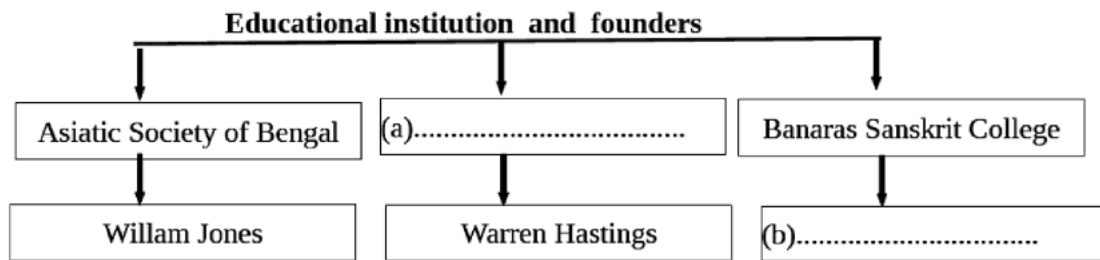 Educational institution and founders
Asiatic Society of Bengal
(a)....................................
Banaras Sanskrit College
Willam Jones
Warren Hastings
(b)................................